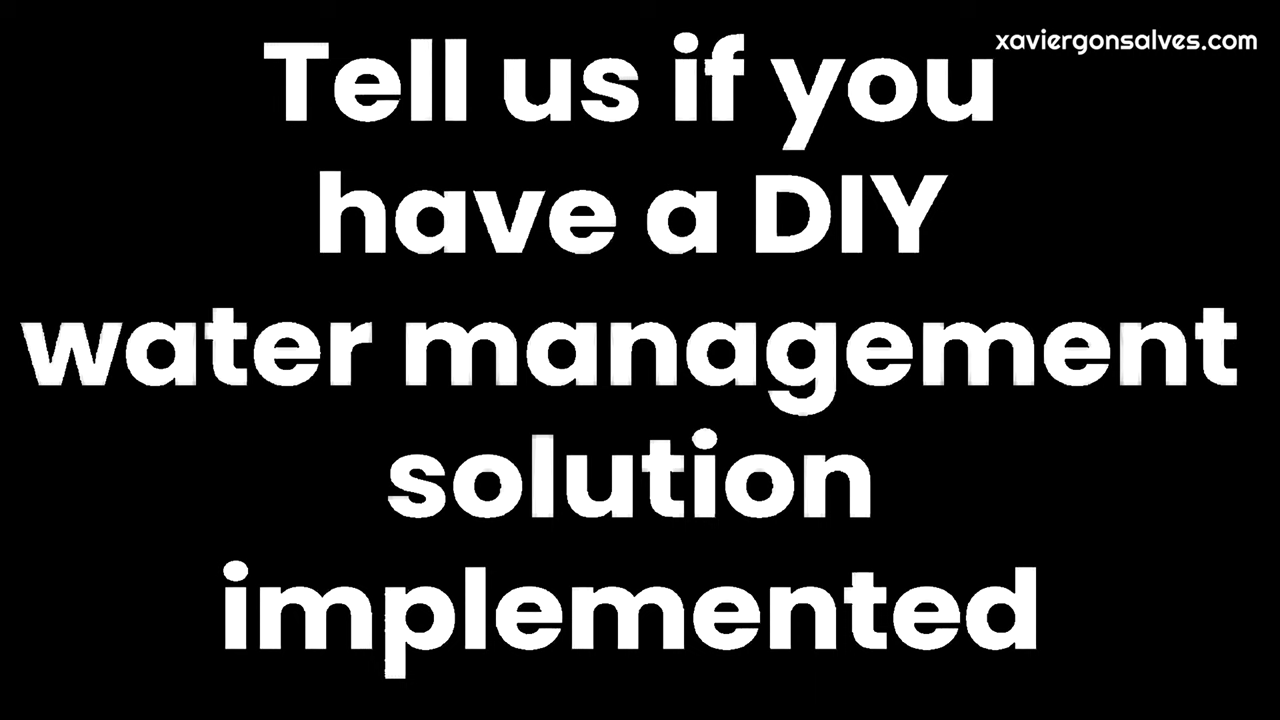 xaviergonsalves.com
Tell us if you
have a DIY
water management
solution
implemented